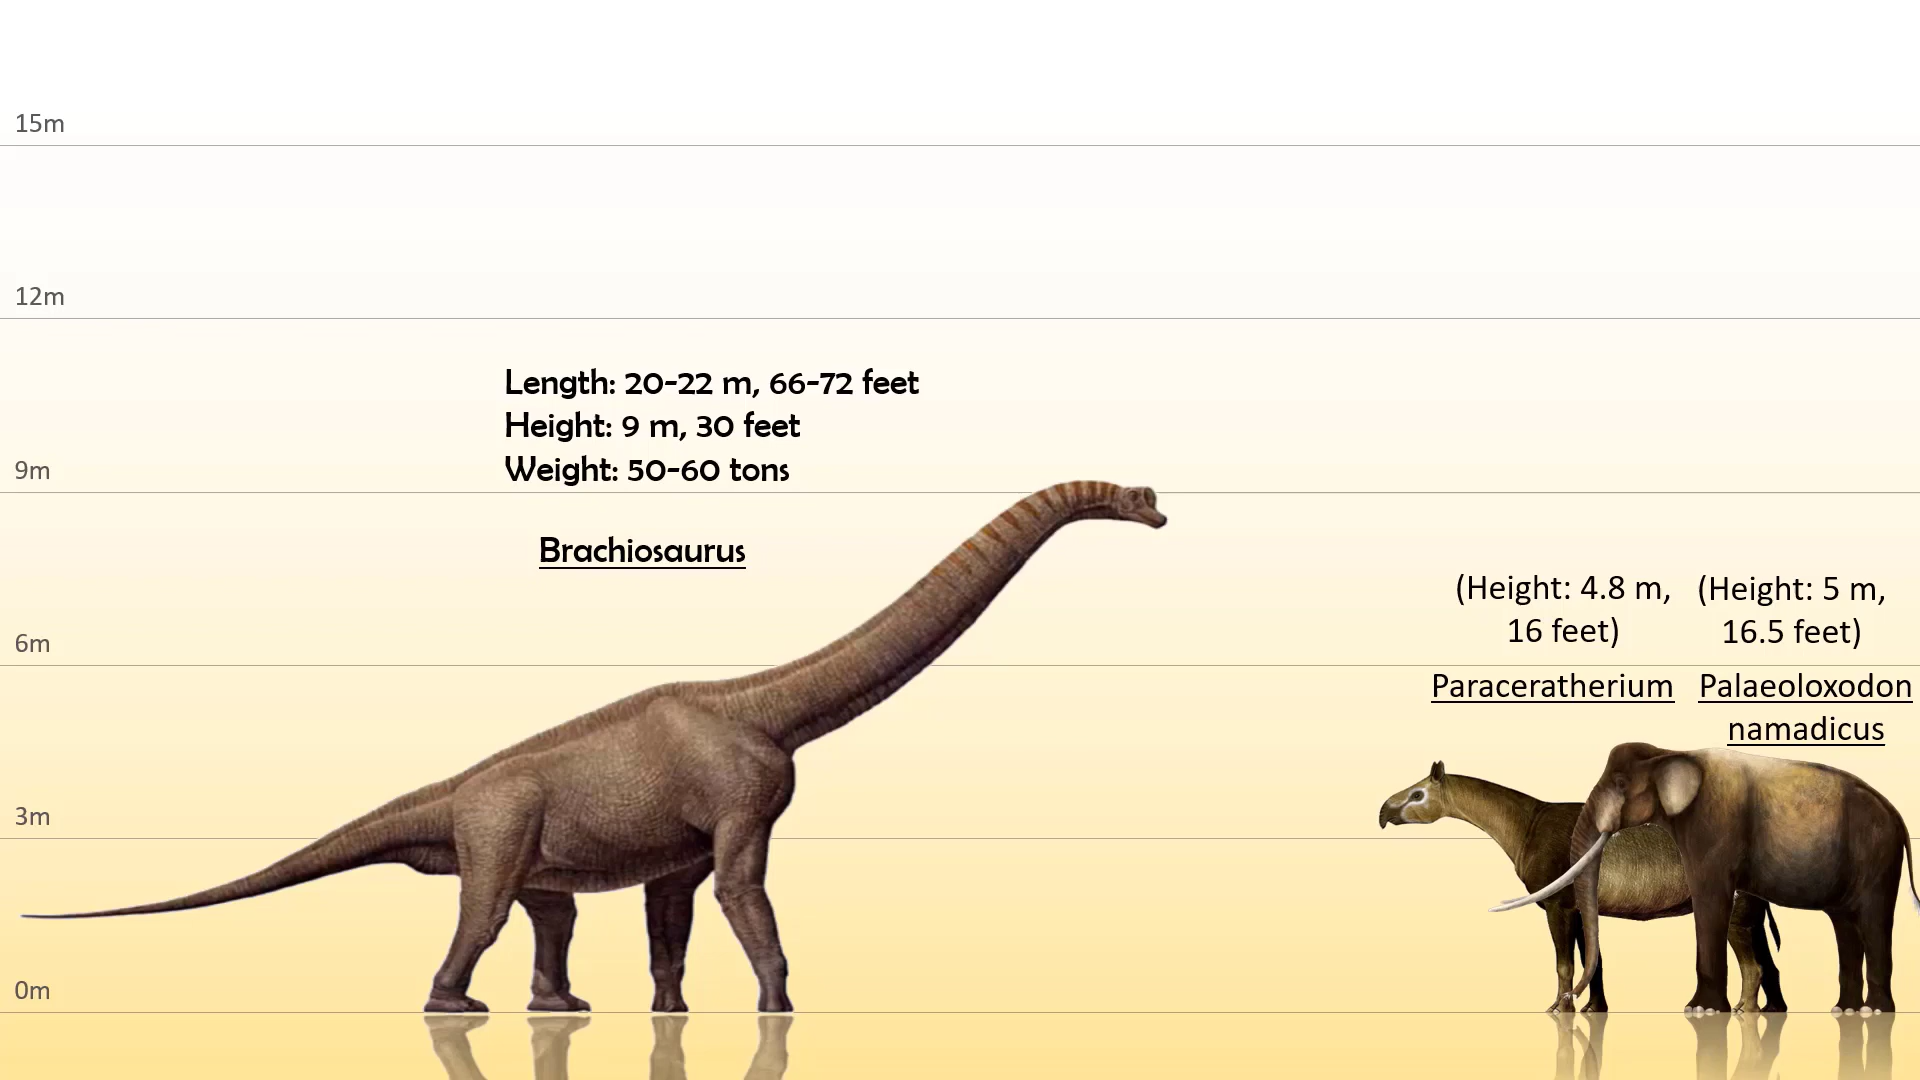 15m
12m
Length: 20-22 m, 66-72 feet
Height: 9 m, 30 feet
Weight: 50-60 tons
9m
Brachiosaurus
(Height: 4.8 m,
16 feet)
(Height: 5 m,
16.5 feet)
6m
Paraceratherium
Palaeoloxodon
namadicus
3m
0m